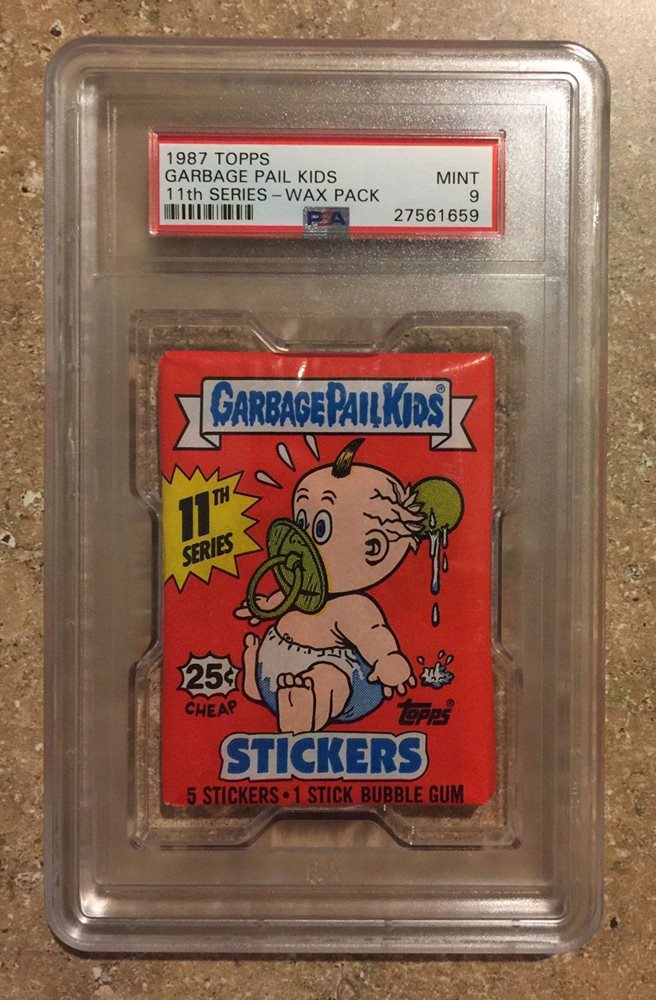 1987 TOPPS
GARBAGE PAIL KIDS MINT
11th SERIES – WAX PACK 9
PSA 27561659
GARBAGE PAIL KIDS®
11TH
SERIES
25¢
CHEAP
topps®
STICKERS
5 STICKERS • 1 STICK BUBBLE GUM